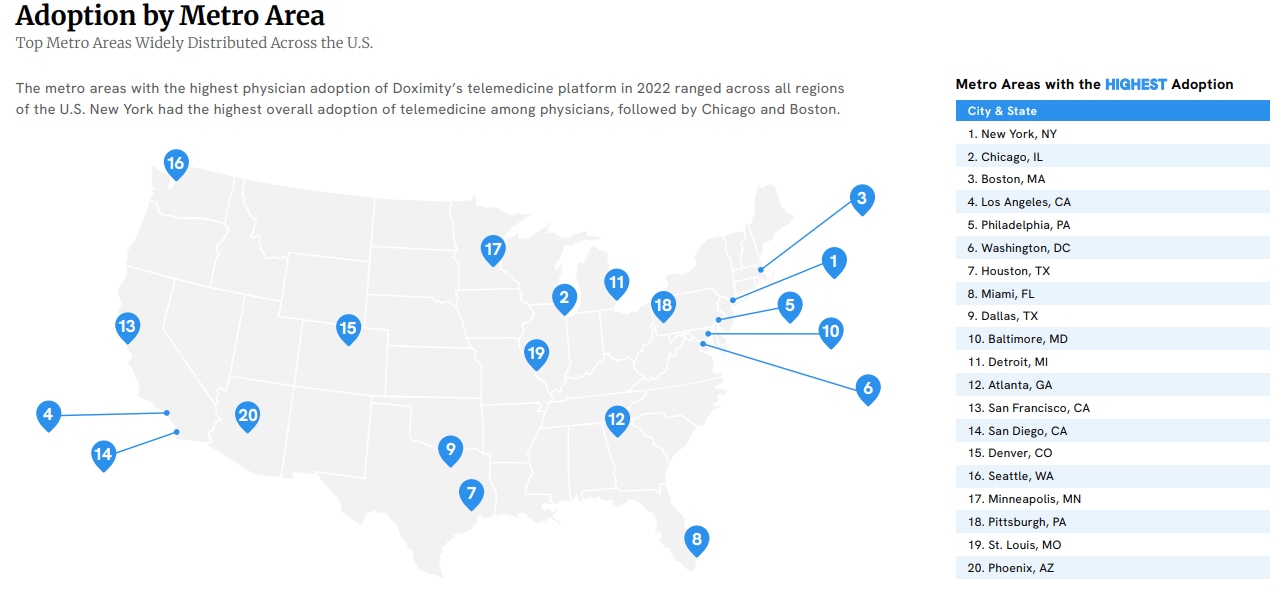 Adoption by Metro Area
Top Metro Areas Widely Distributed Across the U.S.
The metro areas with the highest physician adoption of Doximity's telemedicine platform in 2022 ranged across all regions
of the U.S. New York had the highest overall adoption of telemedicine among physicians, followed by Chicago and Boston.
16
3
17
1
11
2
18
5
13
15
10
19
6
4
20
12
14
9
7
8
Metro Areas with the HIGHEST Adoption
City & State
1. New York, NY
2. Chicago, IL
3. Boston, MA
4. Los Angeles, CA
5. Philadelphia, PA
6. Washington, DC
7. Houston, TX
8. Miami, FL
9. Dallas, TX
10. Baltimore, MD
11. Detroit, MI
12. Atlanta, GA
13. San Francisco, CA
14. San Diego, CA
15. Denver, CO
16. Seattle, WA
17. Minneapolis, MN
18. Pittsburgh, PA
19. St. Louis, MO
20. Phoenix, AZ